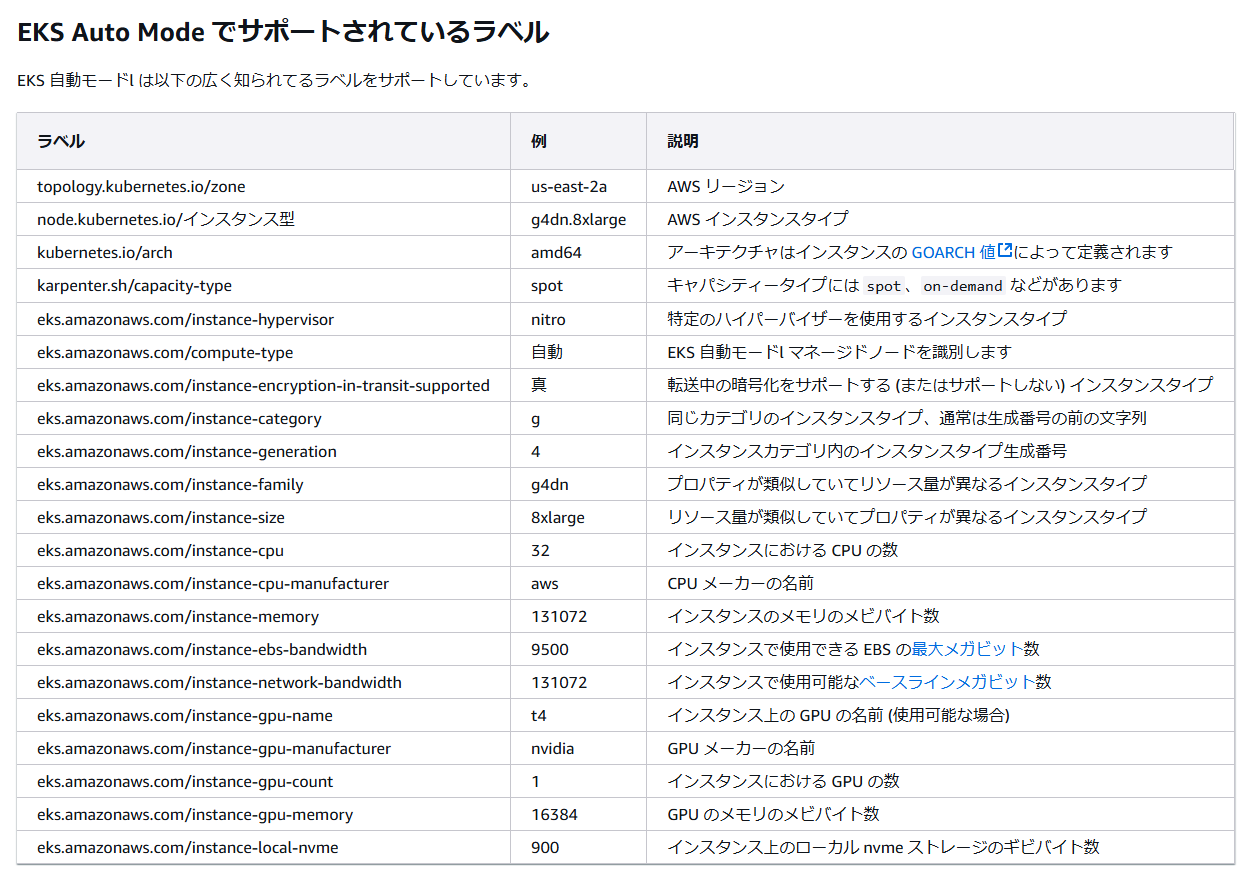 EKS Auto Mode でサポートされているラベル
EKS 自動モードl は以下の広く知られてるラベルをサポートしています。
ラベル 例 説明
topology.kubernetes.io/zone us-east-2a AWS リージョン
node.kubernetes.io/インスタンス型 g4dn.8xlarge AWS インスタンスタイプ
kubernetes.io/arch amd64 アーキテクチャはインスタンスの GOARCH 値によって定義されます
karpenter.sh/capacity-type spot キャパシティータイプには spot、on-demand などがあります
eks.amazonaws.com/instance-hypervisor nitro 特定のハイパーバイザーを使用するインスタンスタイプ
eks.amazonaws.com/compute-type 自動 EKS 自動モードl マネージドノードを識別します
eks.amazonaws.com/instance-encryption-in-transit-supported 真 転送中の暗号化をサポートする (またはサポートしない) インスタンスタイプ
eks.amazonaws.com/instance-category g 同じカテゴリのインスタンスタイプ、通常は生成番号の前の文字列
eks.amazonaws.com/instance-generation 4 インスタンスカテゴリ内のインスタンスタイプ生成番号
eks.amazonaws.com/instance-family g4dn プロパティが類似していてリソース量が異なるインスタンスタイプ
eks.amazonaws.com/instance-size 8xlarge リソース量が類似していてプロパティが異なるインスタンスタイプ
eks.amazonaws.com/instance-cpu 32 インスタンスにおける CPU の数
eks.amazonaws.com/instance-cpu-manufacturer aws CPU メーカーの名前
eks.amazonaws.com/instance-memory 131072 インスタンスのメモリのメビバイト数
eks.amazonaws.com/instance-ebs-bandwidth 9500 インスタンスで使用できる EBS の最大メガビット数
eks.amazonaws.com/instance-network-bandwidth 131072 インスタンスで使用可能なベースラインメガビット数
eks.amazonaws.com/instance-gpu-name t4 インスタンス上の GPU の名前 (使用可能な場合)
eks.amazonaws.com/instance-gpu-manufacturer nvidia GPU メーカーの名前
eks.amazonaws.com/instance-gpu-count 1 インスタンスにおける GPU の数
eks.amazonaws.com/instance-gpu-memory 16384 GPU のメモリのメビバイト数
eks.amazonaws.com/instance-local-nvme 900 インスタンス上のローカル nvme ストレージのギビバイト数